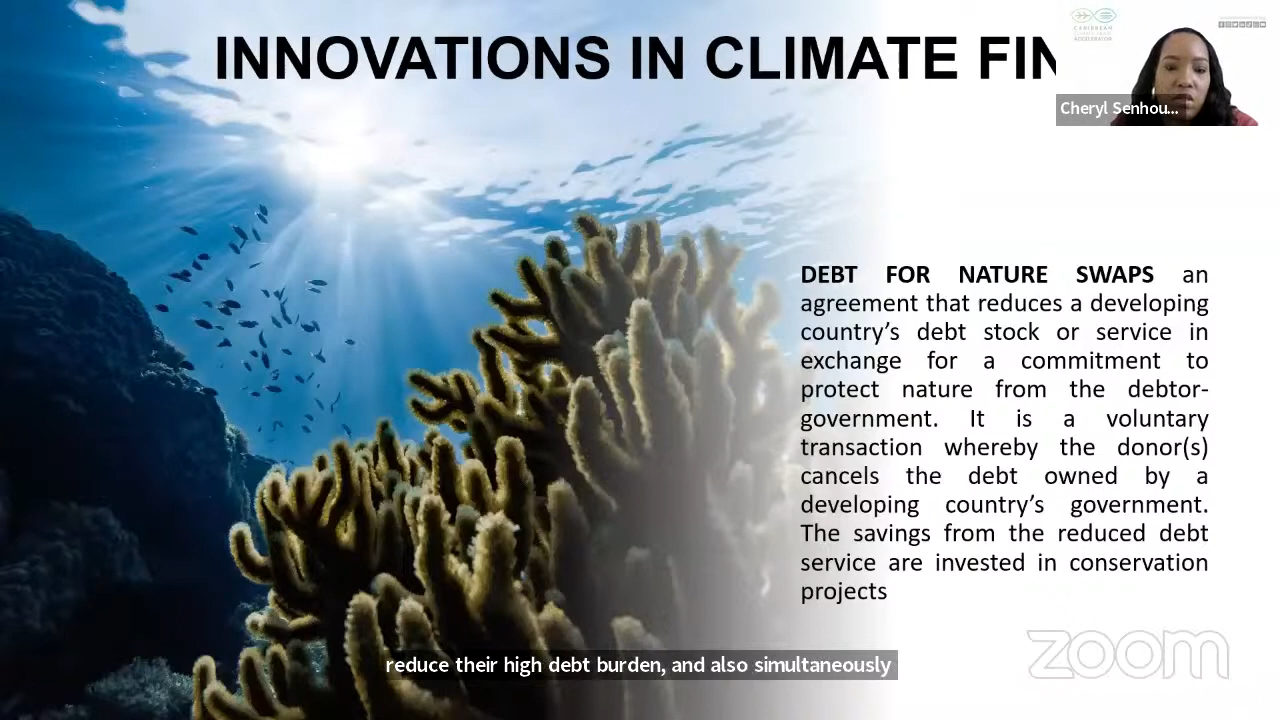 INNOVATIONS IN CLIMATE FIN
CARIBBEAN
ACCELERATOR
Cheryl Senhou...
DEBT FOR NATURE SWAPS an
agreement that reduces a developing
country’s debt stock or service in
exchange for a commitment to
protect nature from the debtor-
government. It is a voluntary
transaction whereby the donor(s)
cancels the debt owned by a
developing country’s government.
The savings from the reduced debt
service are invested in conservation
projects
reduce their high debt burden, and also simultaneously
zoom